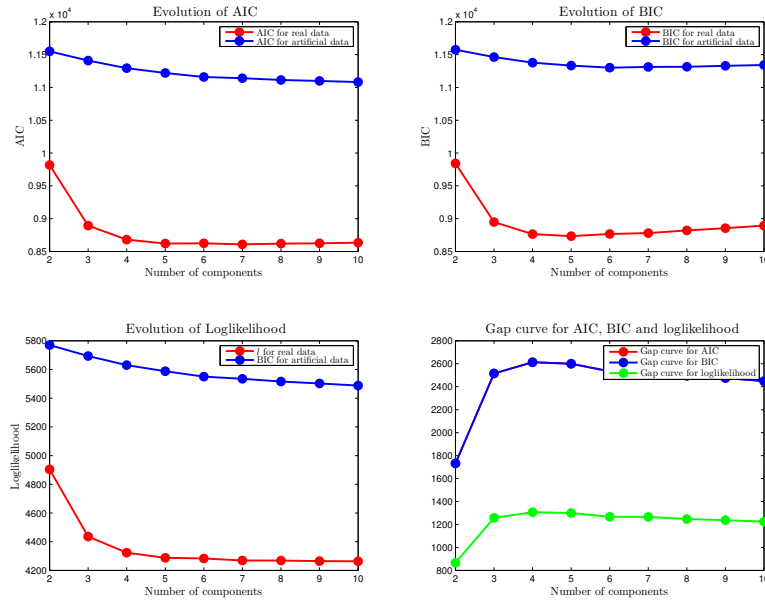 Evolution of AIC
1.2 x 10⁴
AIC for real data
AIC for artificial data
1.15
1.1
1.05
1
0.95
0.9
0.85
AIC
2 3 4 5 6 7 8 9 10
Number of components
Evolution of BIC
1.2 x 10⁴
BIC for real data
BIC for artificial data
1.15
1.1
1.05
1
0.95
0.9
0.85
BIC
2 3 4 5 6 7 8 9 10
Number of components
Evolution of Loglikelihood
5800
l for real data
BIC for artificial data
5600
5400
5200
5000
4800
4600
4400
4200
Loglikelihood
2 3 4 5 6 7 8 9 10
Number of components
Gap curve for AIC, BIC and loglikelihood
2800
Gap curve for AIC
Gap curve for BIC
Gap curve for loglikelihood
2600
2400
2200
2000
1800
1600
1400
1200
1000
800
2 3 4 5 6 7 8 9 10
Number of components